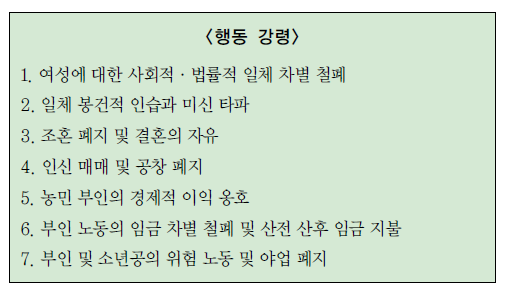 <행동 강령>
1. 여성에 대한 사회적·법률적 일체 차별 철폐
2. 일체 봉건적 인습과 미신 타파
3. 조혼 폐지 및 결혼의 자유
4. 인신 매매 및 공창 폐지
5. 농민 부인의 경제적 이익 옹호
6. 부인 노동의 임금 차별 철폐 및 산전 산후 임금 지불
7. 부인 및 소년공의 위험 노동 및 야업 폐지